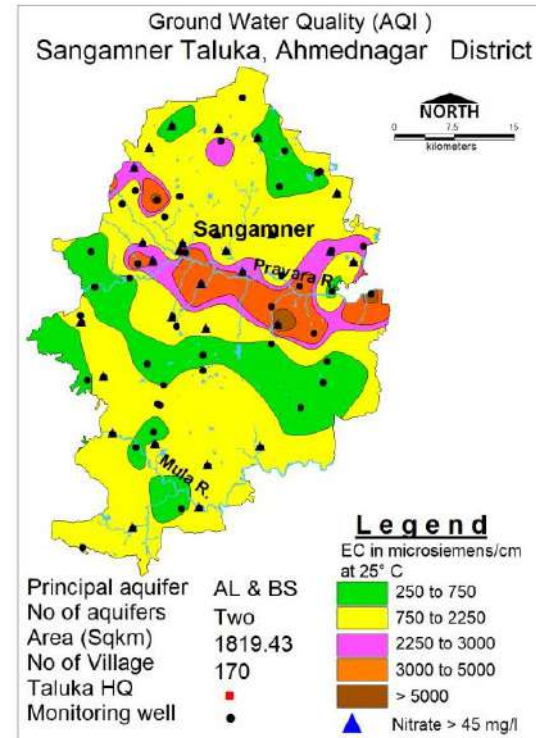 Ground Water Quality (AQI )
Sangamner Taluka, Ahmednagar District
NORTH
0 7.5 15
kilometers
Sangamner
Pravara R.
Mula R.
Legend
EC in microsiemens/cm
at 25° C
250 to 750
750 to 2250
2250 to 3000
3000 to 5000
> 5000
Nitrate > 45 mg/l
Principal aquifer AL & BS
No of aquifers Two
Area (Sqkm) 1819.43
No of Village 170
Taluka HQ
Monitoring well